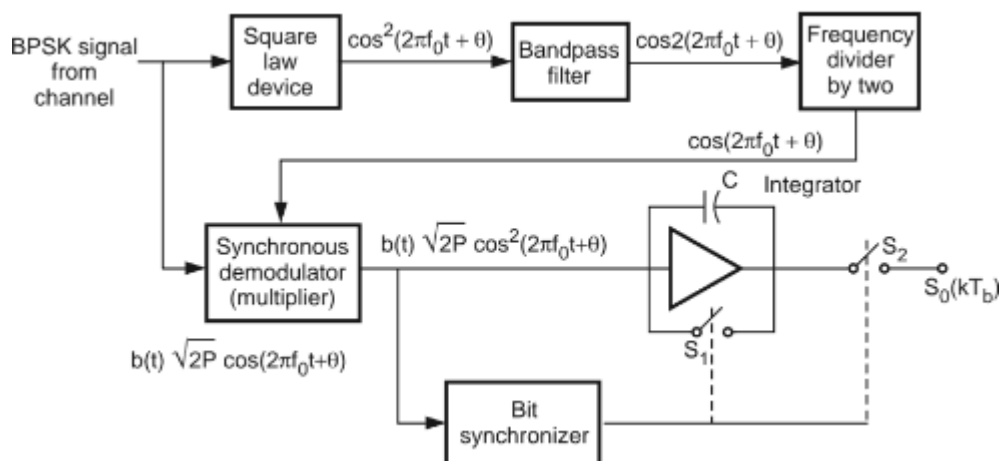 BPSK signal
from
channel
Square
law
device
cos²(2πf₀t + θ)
Bandpass
filter
cos2(2πf₀t + θ)
Frequency
divider
by two
cos(2πf₀t + θ)
C
Integrator
Synchronous
demodulator
(multiplier)
b(t) √2P cos²(2πf₀t+θ)
S₂
S₀(kT_b)
S₁
b(t) √2P cos(2πf₀t+θ)
Bit
synchronizer